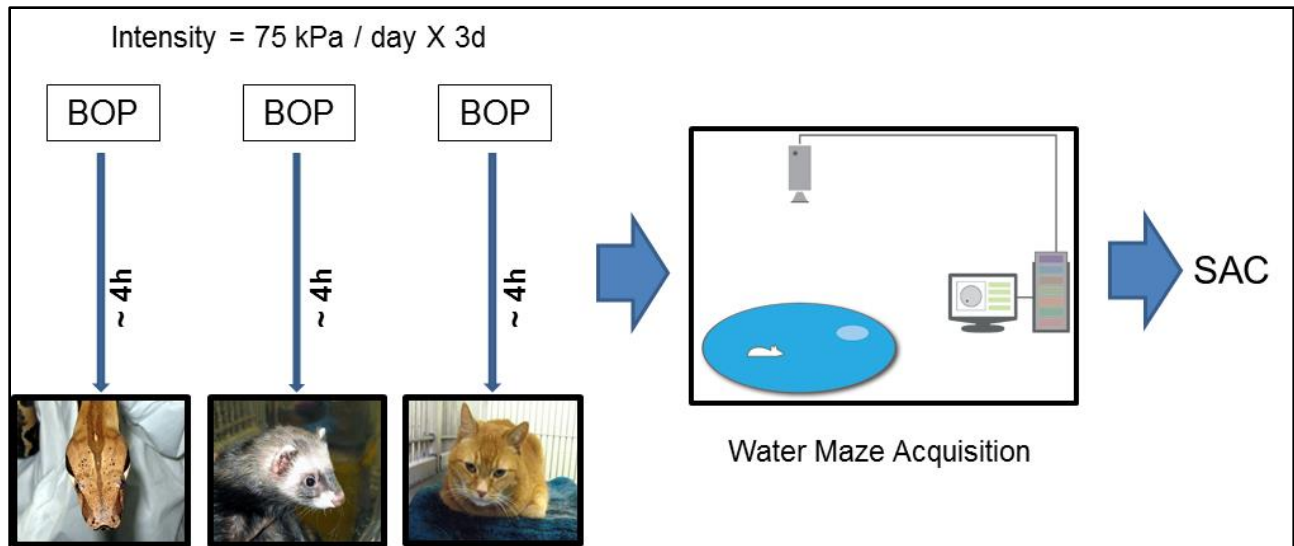 Intensity = 75 kPa / day X 3d
BOP
BOP
BOP
~ 4h
~ 4h
~ 4h
SAC
Water Maze Acquisition